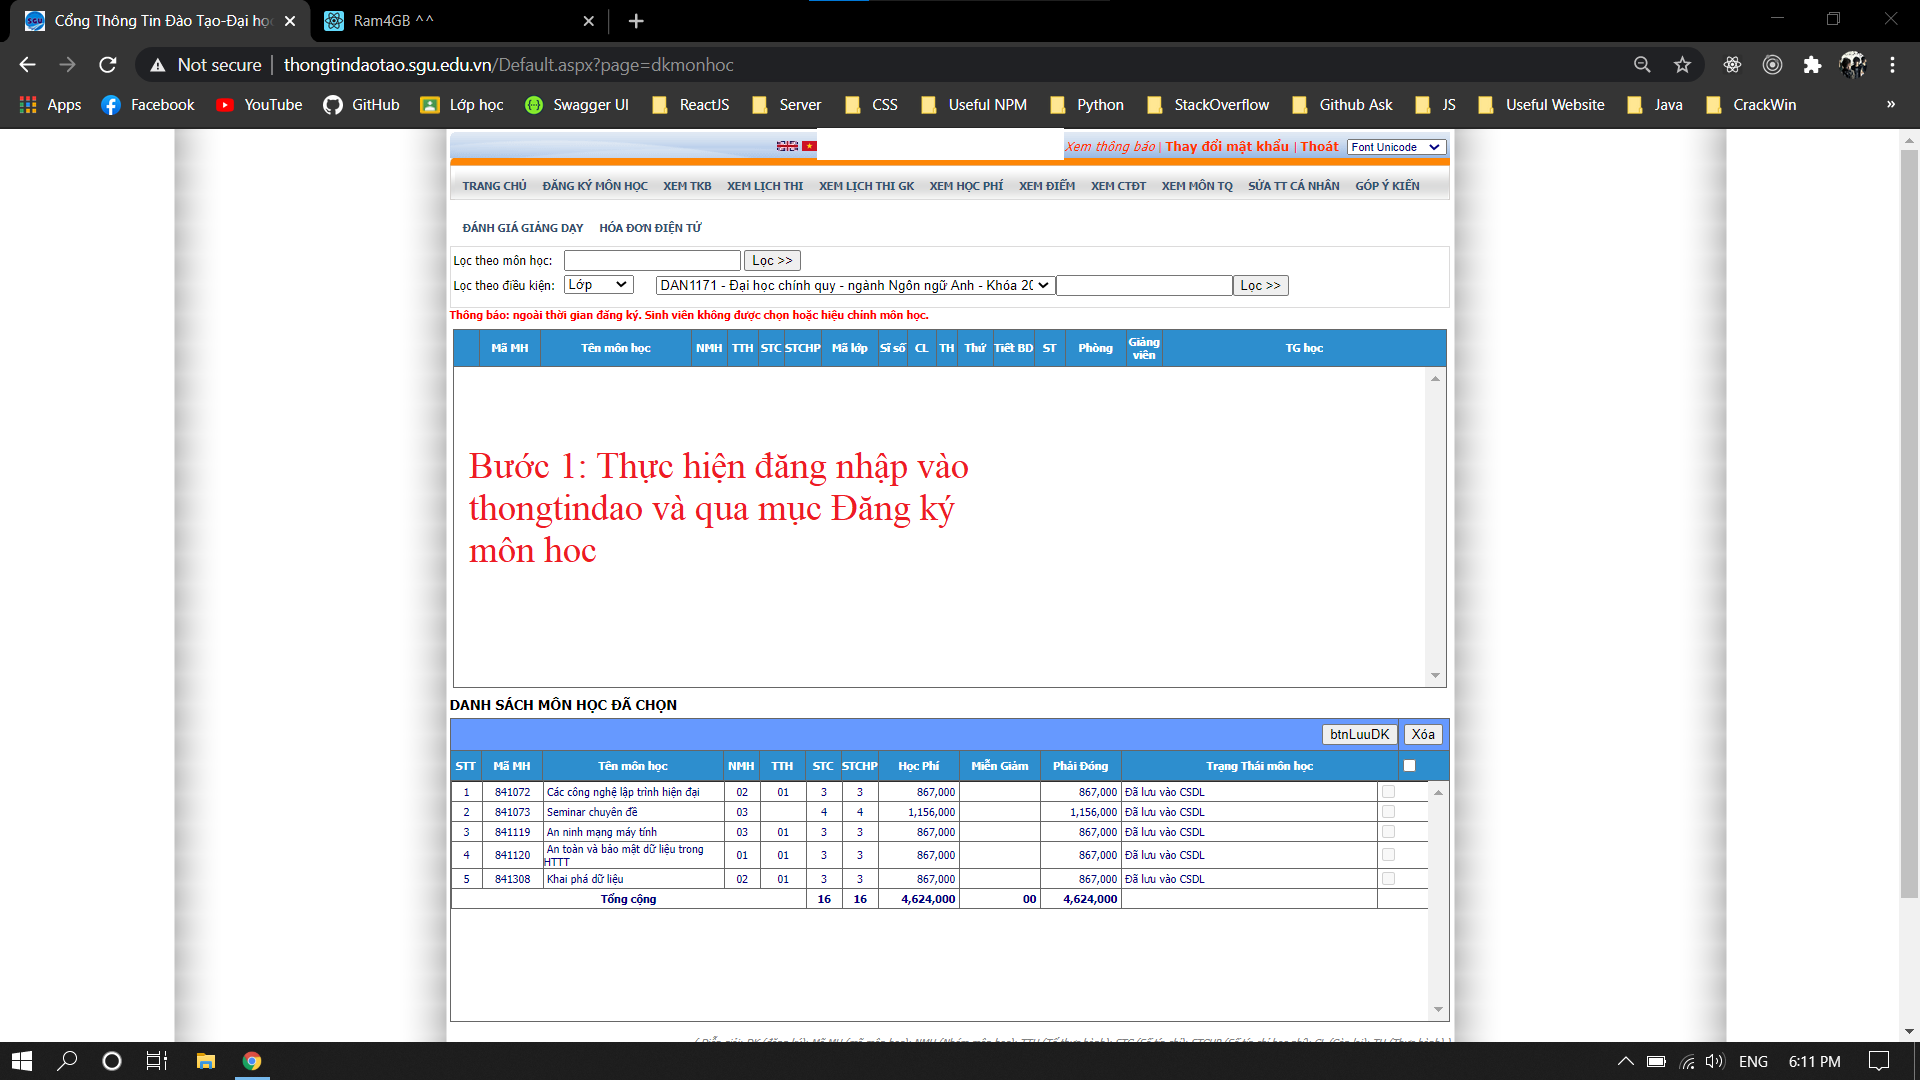 Cổng Thông Tin Đào Tạo-Đại học
Ram4GB ^^
Not secure | thongtindaotao.sgu.edu.vn/Default.aspx?page=dkmonhoc
Apps Facebook YouTube GitHub Lớp học Swagger UI ReactJS Server CSS Useful NPM Python StackOverflow Github Ask JS Useful Website Java CrackWin »
Xem thông báo | Thay đổi mật khẩu | Thoát Font Unicode
TRANG CHỦ ĐĂNG KÝ MÔN HỌC XEM TKB XEM LỊCH THI XEM LỊCH THI GK XEM HỌC PHÍ XEM ĐIỂM XEM CTĐT XEM MÔN TQ SỬA TT CÁ NHÂN GÓP Ý KIẾN
ĐÁNH GIÁ GIẢNG DẠY HÓA ĐƠN ĐIỆN TỬ
Lọc theo môn học: Lọc >>
Lọc theo điều kiện: Lớp DAN1171 - Đại học chính quy - ngành Ngôn ngữ Anh - Khóa 20 Lọc >>
Thông báo: ngoài thời gian đăng ký. Sinh viên không được chọn hoặc hiệu chỉnh môn học.
Mã MH Tên môn học NMH TTH STC STCHP Mã lớp Sĩ số CL TH Thứ Tiết BD ST Phòng Giảng viên TG học
Bước 1: Thực hiện đăng nhập vào
thongtindao và qua mục Đăng ký
môn hoc
DANH SÁCH MÔN HỌC ĐÃ CHỌN
btnLuuDK Xóa
STT Mã MH Tên môn học NMH TTH STC STCHP Học Phí Miễn Giảm Phải Đóng Trạng Thái môn học
1 841072 Các công nghệ lập trình hiện đại 02 01 3 3 867,000 867,000 Đã lưu vào CSDL
2 841073 Seminar chuyên đề 03 4 4 1,156,000 1,156,000 Đã lưu vào CSDL
3 841119 An ninh mạng máy tính 03 01 3 3 867,000 867,000 Đã lưu vào CSDL
4 841120 An toàn và bảo mật dữ liệu trong HTTT 01 01 3 3 867,000 867,000 Đã lưu vào CSDL
5 841308 Khai phá dữ liệu 02 01 3 3 867,000 867,000 Đã lưu vào CSDL
Tổng cộng 16 16 4,624,000 00 4,624,000
ENG 6:11 PM